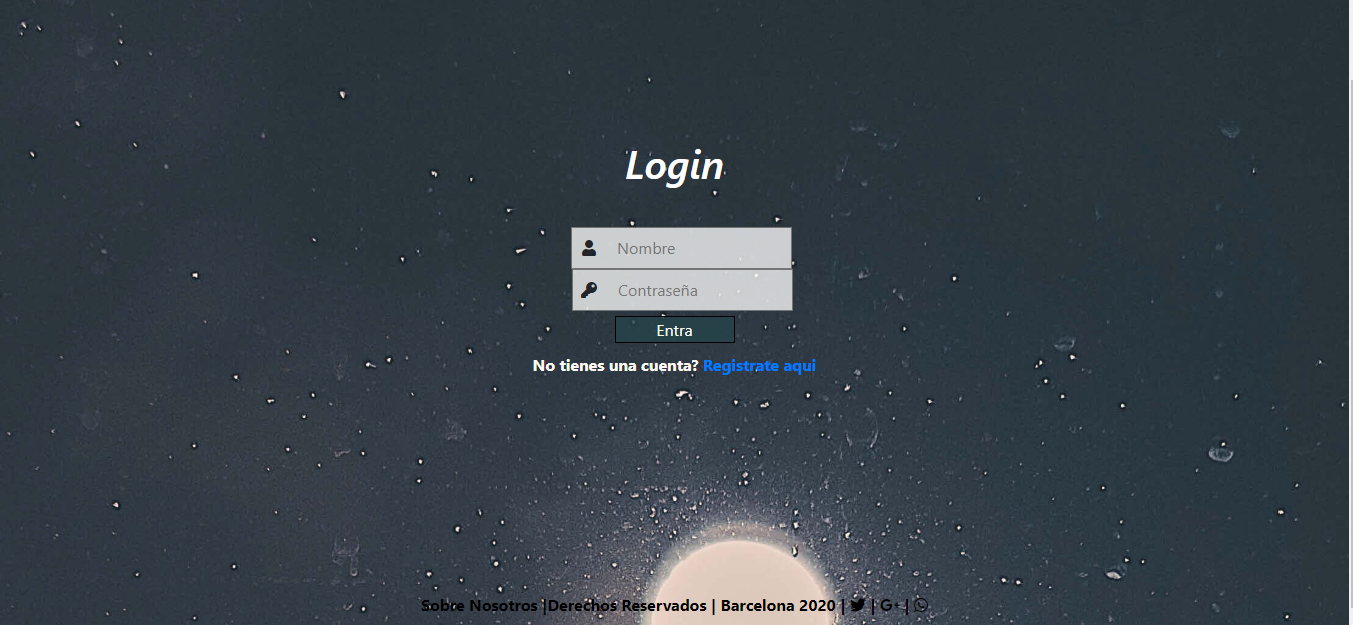 Login
Nombre
Contraseña
Entra
No tienes una cuenta? Registrate aqui
Sobre Nosotros |Derechos Reservados | Barcelona 2020 | | G+ |